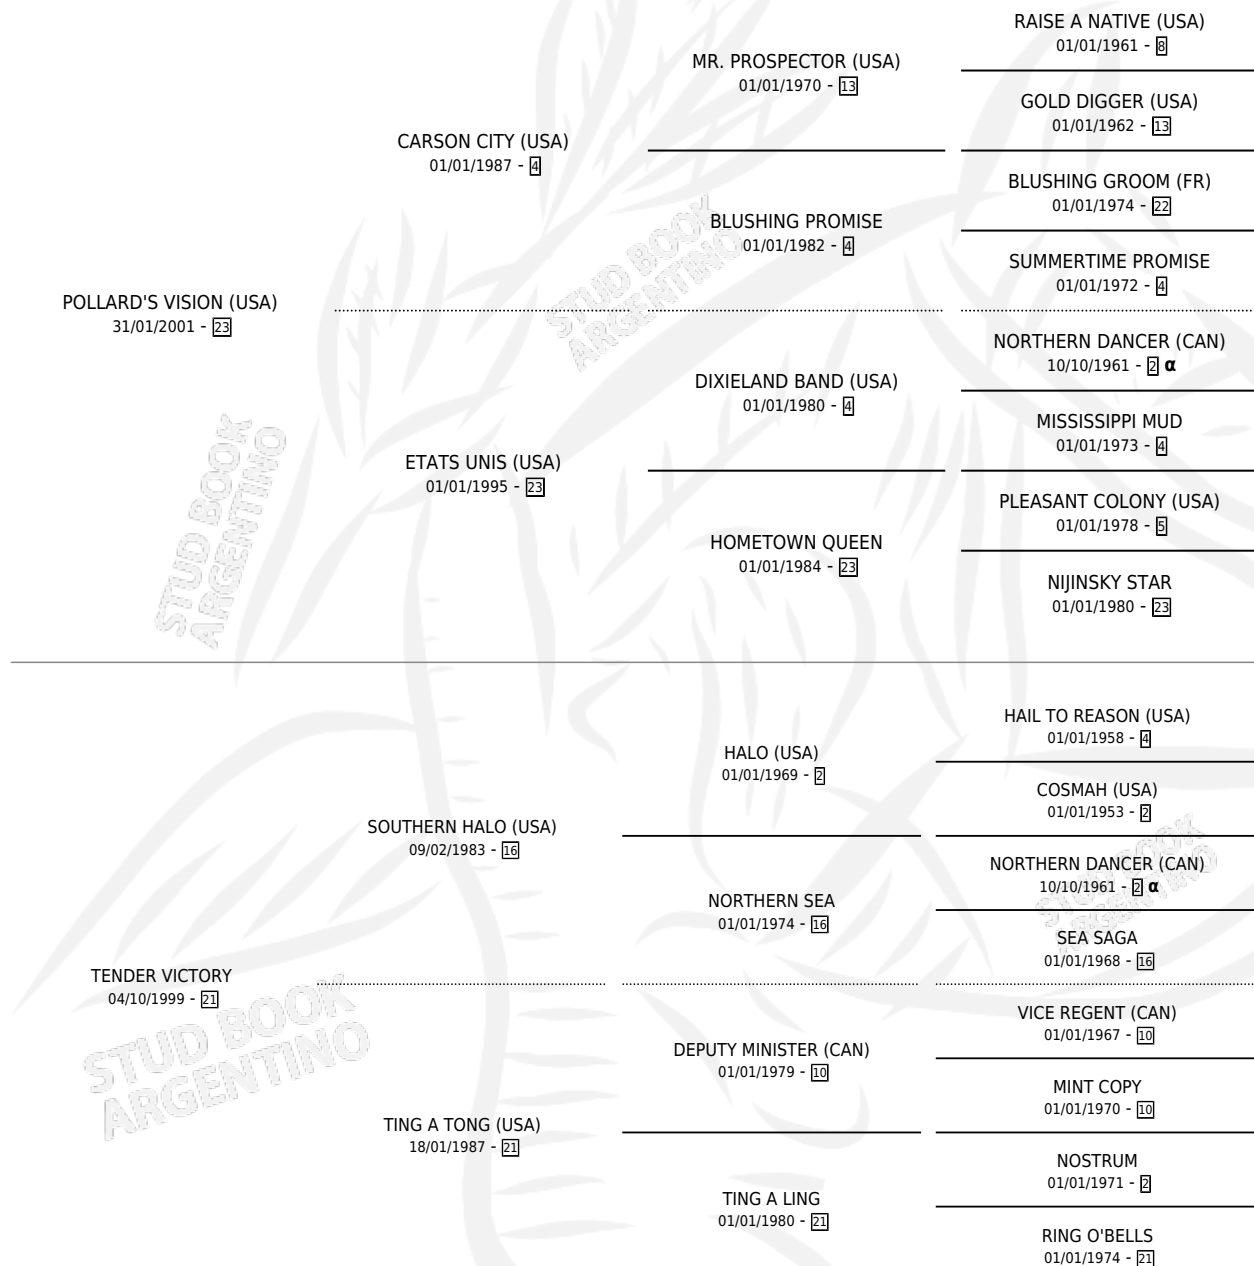 RAISE A NATIVE (USA)
01/01/1961 - 8
MR. PROSPECTOR (USA)
01/01/1970 - 13
GOLD DIGGER (USA)
01/01/1962 - 13
CARSON CITY (USA)
01/01/1987 - 4
BLUSHING GROOM (FR)
01/01/1974 - 22
BLUSHING PROMISE
01/01/1982 - 4
SUMMERTIME PROMISE
01/01/1972 - 4
STUD BOOK
ARGENTINO
POLLARD'S VISION (USA)
31/01/2001 - 23
NORTHERN DANCER (CAN)
10/10/1961 - 2 α
DIXIELAND BAND (USA)
01/01/1980 - 4
MISSISSIPPI MUD
01/01/1973 - 4
ETATS UNIS (USA)
01/01/1995 - 23
PLEASANT COLONY (USA)
01/01/1978 - 5
HOMETOWN QUEEN
01/01/1984 - 23
NIJINSKY STAR
01/01/1980 - 23
STUD BOOK
ARGENTINO
HAIL TO REASON (USA)
01/01/1958 - 4
HALO (USA)
01/01/1969 - 2
COSMAH (USA)
01/01/1953 - 2
SOUTHERN HALO (USA)
09/02/1983 - 16
NORTHERN DANCER (CAN)
10/10/1961 - 2 α
STUD BOOK
ARGENTINO
NORTHERN SEA
01/01/1974 - 16
SEA SAGA
01/01/1968 - 16
TENDER VICTORY
04/10/1999 - 21
STUD BOOK
ARGENTINO
VICE REGENT (CAN)
01/01/1967 - 10
DEPUTY MINISTER (CAN)
01/01/1979 - 10
MINT COPY
01/01/1970 - 10
TING A TONG (USA)
18/01/1987 - 21
NOSTRUM
01/01/1971 - 2
TING A LING
01/01/1980 - 21
RING O'BELLS
01/01/1974 - 21